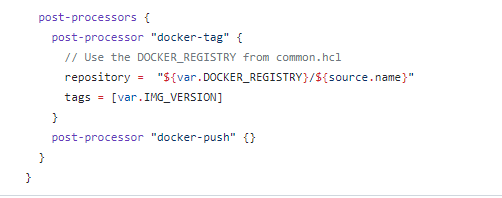 post-processors {
post-processor "docker-tag" {
// Use the DOCKER_REGISTRY from common.hcl
repository =  "${var.DOCKER_REGISTRY}/${source.name}"
tags = [var.IMG_VERSION]
}
post-processor "docker-push" {}
}
}